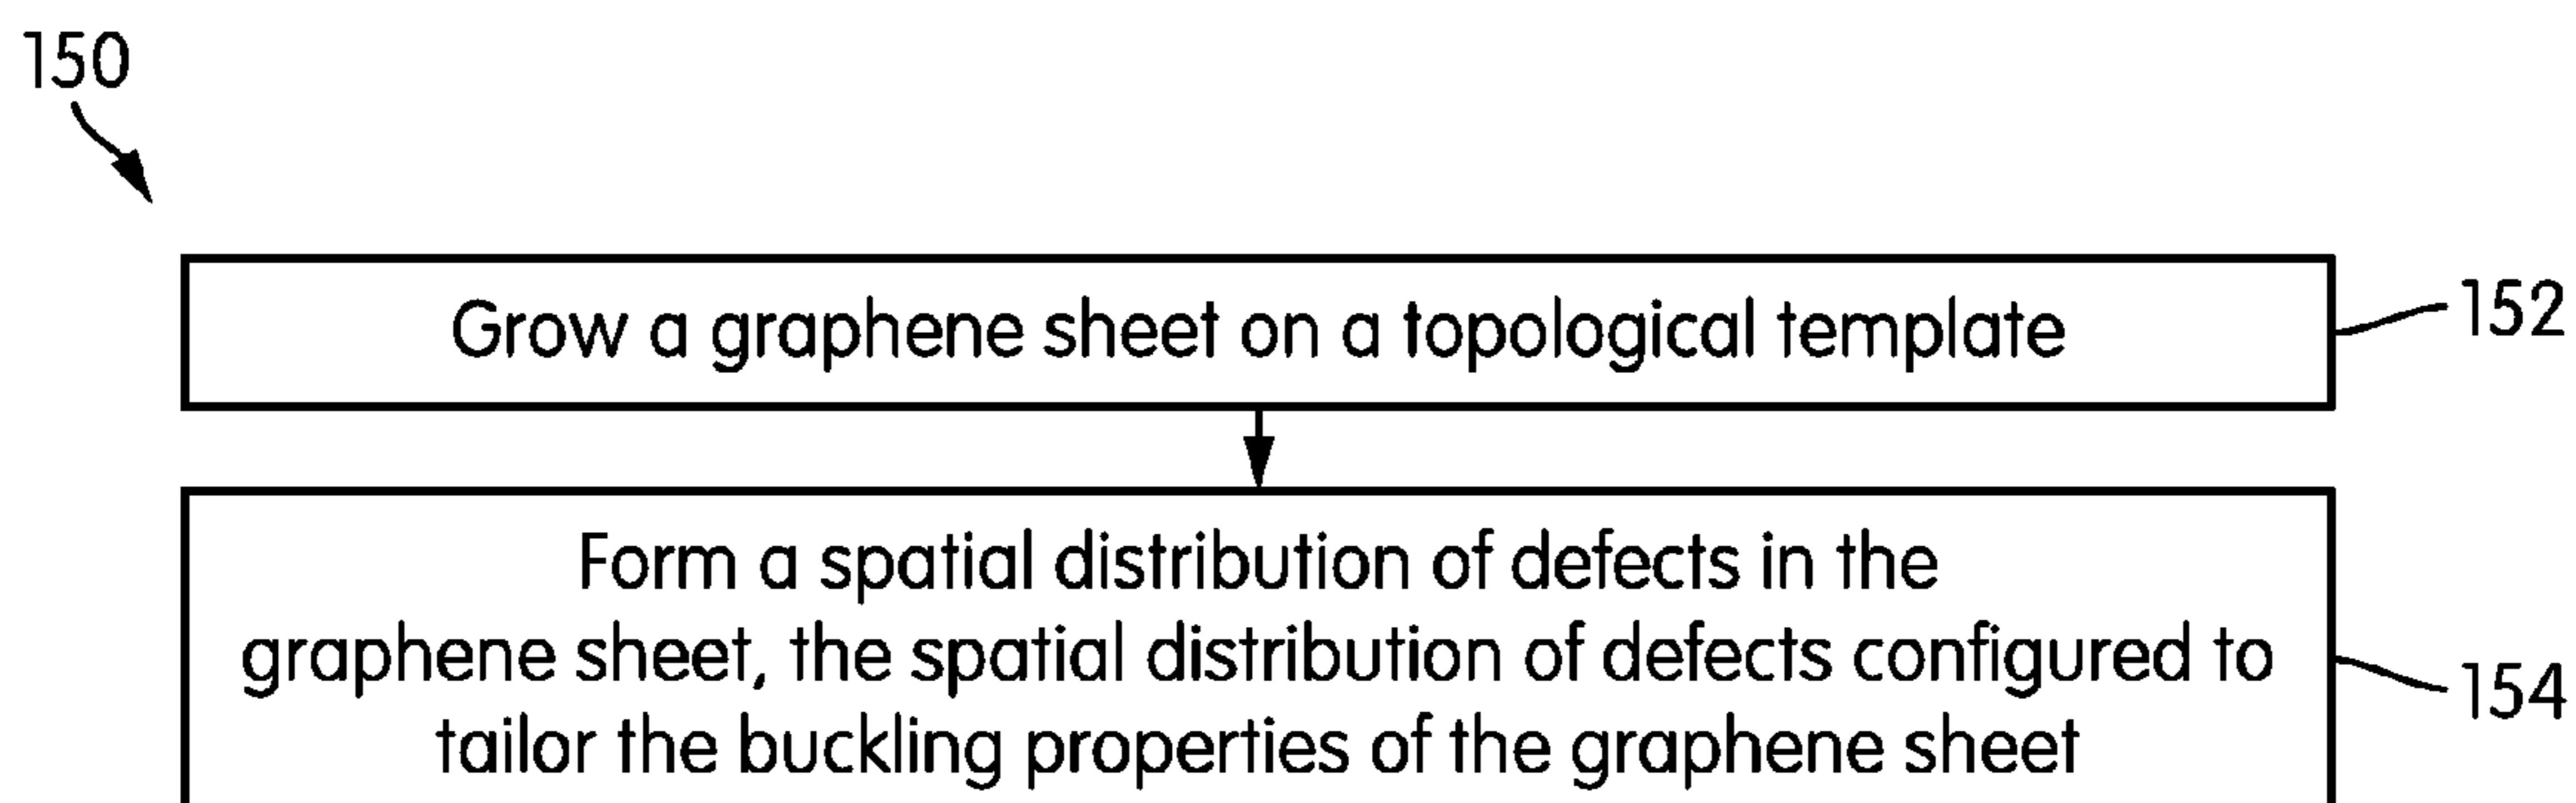 150
Grow a graphene sheet on a topological template
152
Form a spatial distribution of defects in the
graphene sheet, the spatial distribution of defects configured to
tailor the buckling properties of the graphene sheet
154